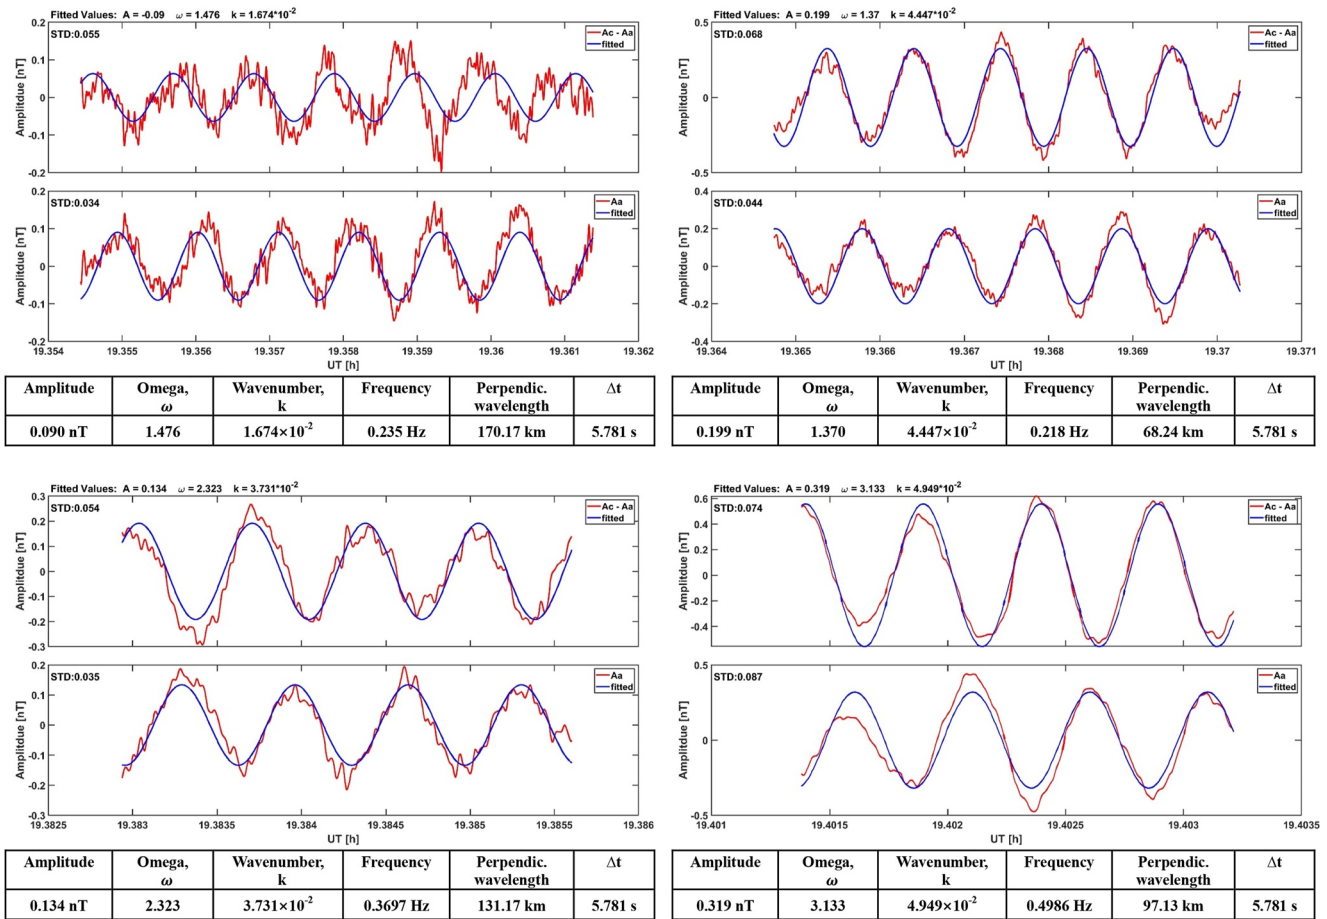 Fitted Values: A = -0.09 ω = 1.476 k = 1.674*10⁻²
STD:0.055
Ac - Aa
fitted
Amplitdue [nT]
0.2
0.1
0
-0.1
-0.2
STD:0.034
Aa
fitted
Amplitdue [nT]
0.2
0.1
0
-0.1
-0.2
19.354 19.355 19.356 19.357 19.358 19.359 19.36 19.361 19.362
UT [h]
Amplitude Omega, ω Wavenumber, k Frequency Perpendic. wavelength Δt
0.090 nT 1.476 1.674×10⁻² 0.235 Hz 170.17 km 5.781 s
Fitted Values: A = 0.199 ω = 1.37 k = 4.447*10⁻²
STD:0.068
Ac - Aa
fitted
Amplitdue [nT]
0.5
0
-0.5
STD:0.044
Aa
fitted
Amplitdue [nT]
0.4
0.2
0
-0.2
-0.4
19.364 19.365 19.366 19.367 19.368 19.369 19.37 19.371
UT [h]
Amplitude Omega, ω Wavenumber, k Frequency Perpendic. wavelength Δt
0.199 nT 1.370 4.447×10⁻² 0.218 Hz 68.24 km 5.781 s
Fitted Values: A = 0.134 ω = 2.323 k = 3.731*10⁻²
STD:0.054
Ac - Aa
fitted
Amplitdue [nT]
0.3
0.2
0.1
0
-0.1
-0.2
-0.3
STD:0.035
Aa
fitted
Amplitdue [nT]
0.2
0.1
0
-0.1
-0.2
-0.3
19.3825 19.383 19.3835 19.384 19.3845 19.385 19.3855 19.386
UT [h]
Amplitude Omega, ω Wavenumber, k Frequency Perpendic. wavelength Δt
0.134 nT 2.323 3.731×10⁻² 0.3697 Hz 131.17 km 5.781 s
Fitted Values: A = 0.319 ω = 3.133 k = 4.949*10⁻²
STD:0.074
Ac - Aa
fitted
Amplitdue [nT]
0.6
0.4
0.2
0
-0.2
-0.4
STD:0.087
Aa
fitted
Amplitdue [nT]
0.5
0
-0.5
19.401 19.4015 19.402 19.4025 19.403 19.4035
UT [h]
Amplitude Omega, ω Wavenumber, k Frequency Perpendic. wavelength Δt
0.319 nT 3.133 4.949×10⁻² 0.4986 Hz 97.13 km 5.781 s